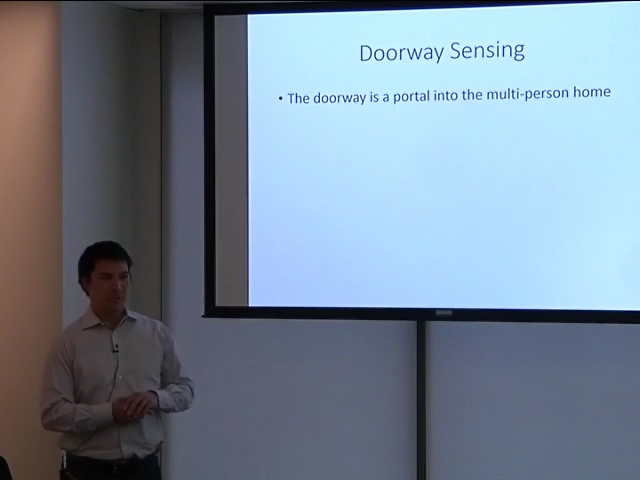 Doorway Sensing
• The doorway is a portal into the multi-person home